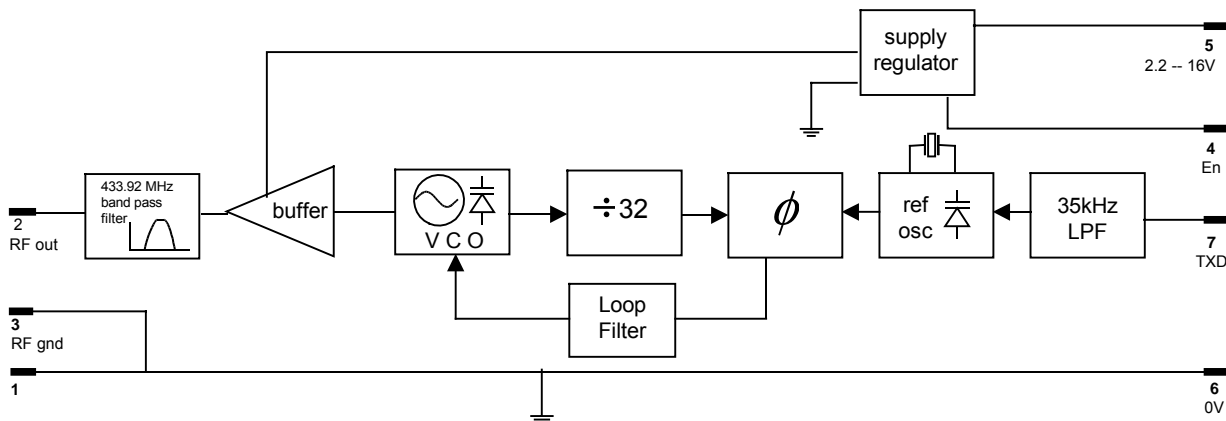 supply
regulator
5
2.2 -- 16V
4
En
433.92 MHz
band pass
filter
buffer
V C O
÷32
ϕ
ref
osc
35kHz
LPF
2
RF out
7
TXD
Loop
Filter
3
RF gnd
1
6
0V